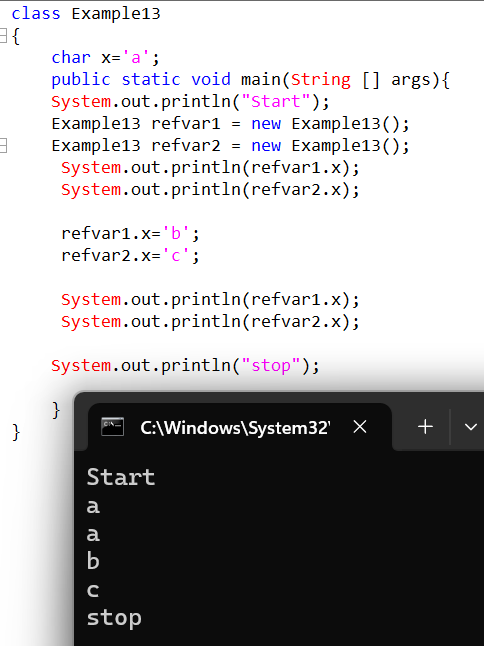 class Example13
{
char x='a';
public static void main(String [] args){
System.out.println("Start");
Example13 refvar1 = new Example13();
Example13 refvar2 = new Example13();
System.out.println(refvar1.x);
System.out.println(refvar2.x);
refvar1.x='b';
refvar2.x='c';
System.out.println(refvar1.x);
System.out.println(refvar2.x);
System.out.println("stop");
}
}
C:\Windows\System32\
Start
a
a
b
c
stop